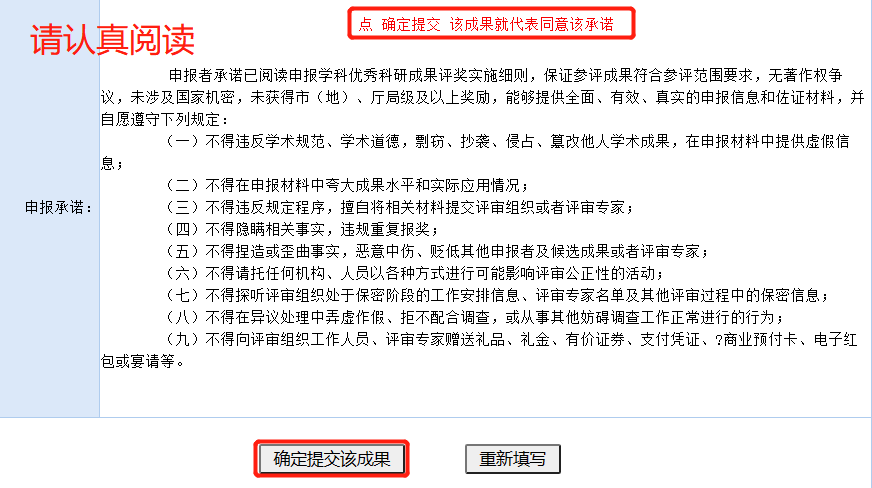 请认真阅读
点 确定提交 该成果就代表同意该承诺
申报者承诺已阅读申报学科优秀科研成果评奖实施细则，保证参评成果符合参评范围要求，无著作权争
议，未涉及国家机密，未获得市（地）、厅局级及以上奖励，能够提供全面、有效、真实的申报信息和佐证材料，并
自愿遵守下列规定：
（一）不得违反学术规范、学术道德，剽窃、抄袭、侵占、篡改他人学术成果，在申报材料中提供虚假信
息；
（二）不得在申报材料中夸大成果水平和实际应用情况；
申报承诺：
（三）不得违反规定程序，擅自将相关材料提交评审组织或者评审专家；
（四）不得隐瞒相关事实，违规重复报奖；
（五）不得捏造或歪曲事实，恶意中伤、贬低其他申报者及候选成果或者评审专家；
（六）不得请托任何机构、人员以各种方式进行可能影响评审公正性的活动；
（七）不得探听评审组织处于保密阶段的工作安排信息、评审专家名单及其他评审过程中的保密信息；
（八）不得在异议处理中弄虚作假、拒不配合调查，或从事其他妨碍调查工作正常进行的行为；
（九）不得向评审组织工作人员、评审专家赠送礼品、礼金、有价证券、支付凭证、?商业预付卡、电子红
包或宴请等。
确定提交该成果
重新填写